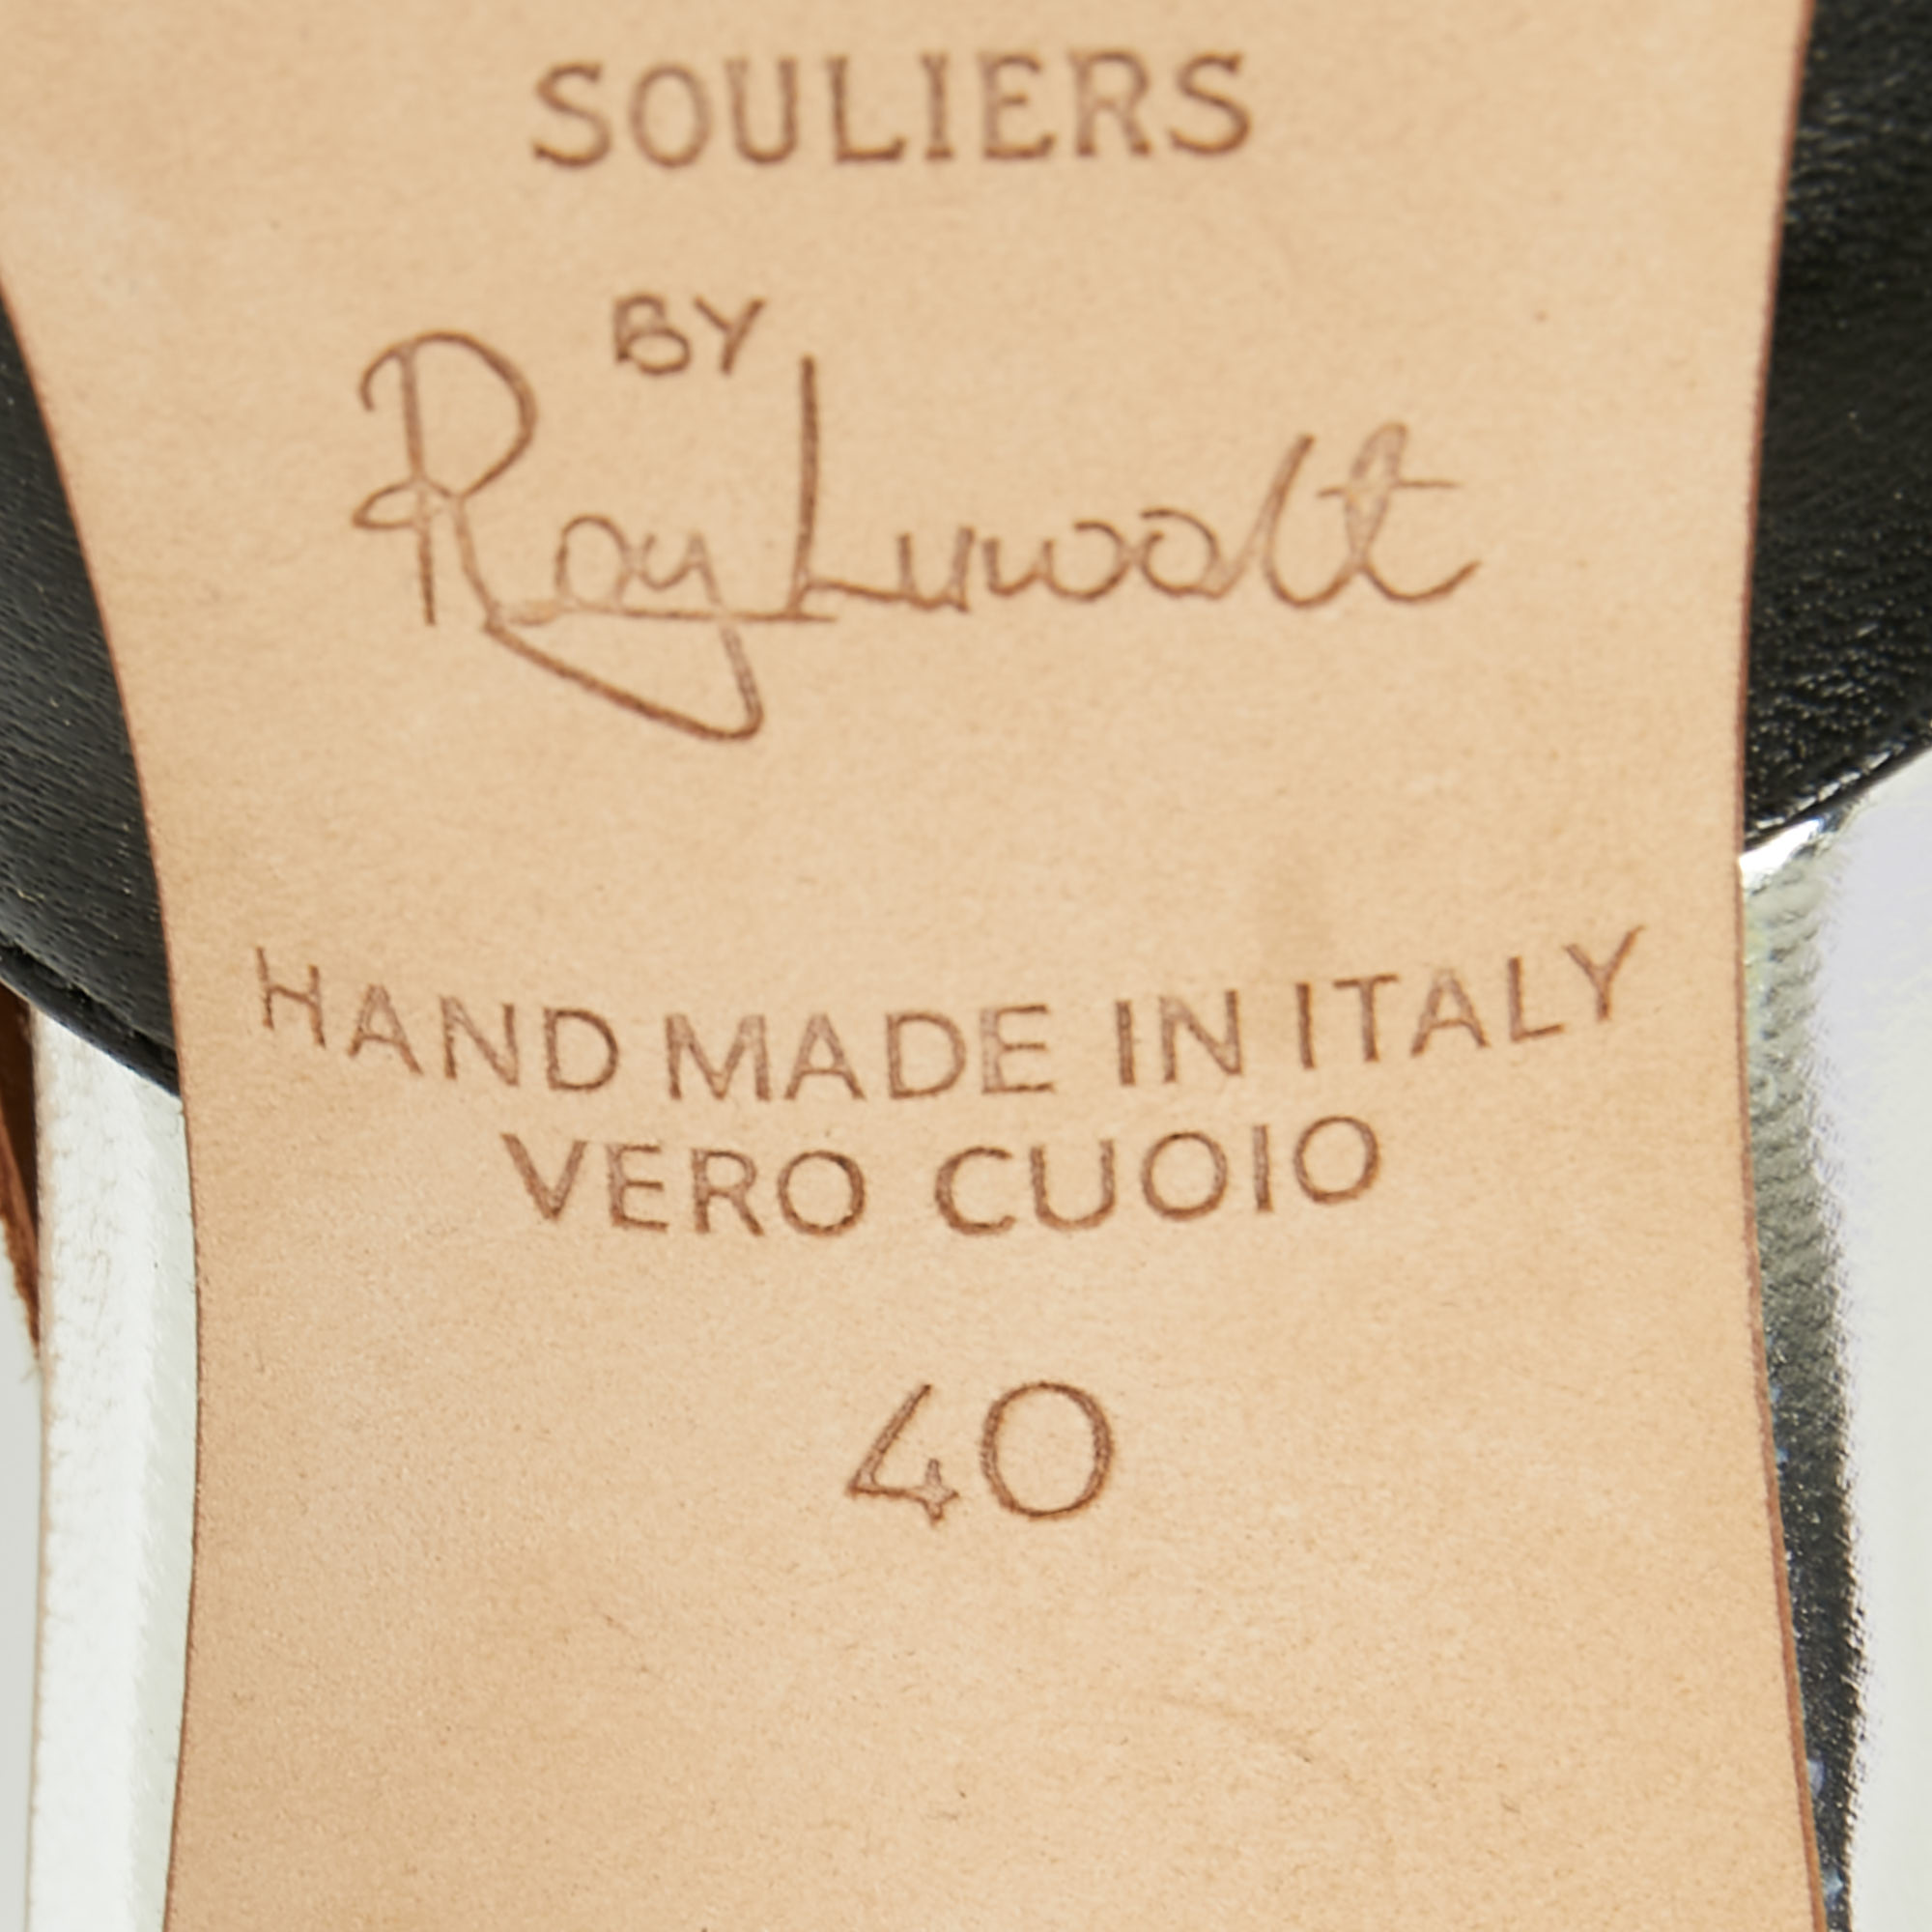 SOULIERS
BY
Roy Luwolt
HAND MADE IN ITALY
VERO CUOIO
40